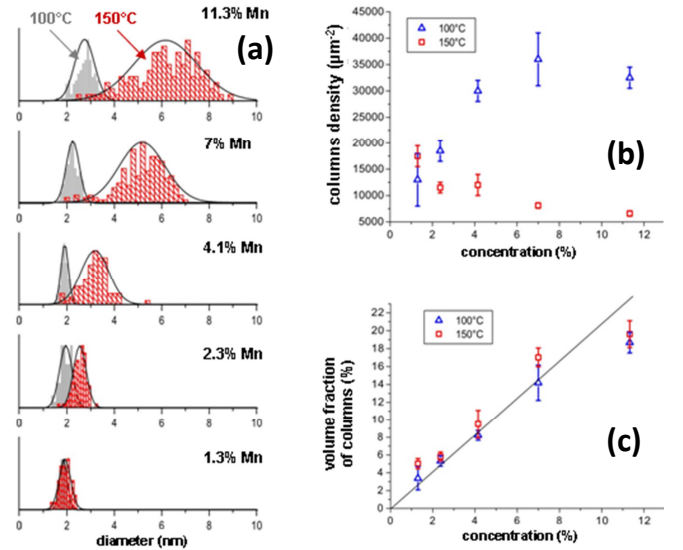 100°C 150°C 11.3% Mn
(a)
0 2 4 6 8 10
7% Mn
0 2 4 6 8 10
4.1% Mn
0 2 4 6 8 10
2.3% Mn
0 2 4 6 8 10
1.3% Mn
0 2 4 6 8 10
diameter (nm)
columns density (µm-2)
45000
40000
35000
30000
25000
20000
15000
10000
5000
100°C
150°C
(b)
0 2 4 6 8 10 12
concentration (%)
volume fraction
of columns (%)
22
20
18
16
14
12
10
8
6
4
2
0
100°C
150°C
(c)
0 2 4 6 8 10 12
concentration (%)